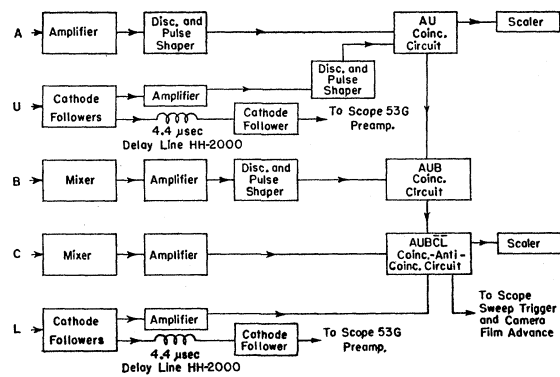 A
Amplifier
Disc. and
Pulse
Shaper
AU
Coinc.
Circuit
Scaler
U
Cathode
Followers
Amplifier
Disc. and
Pulse
Shaper
4.4 μsec
Delay Line HH-2000
Cathode
Follower
To Scope 53G
Preamp.
B
Mixer
Amplifier
Disc. and
Pulse
Shaper
AUB
Coinc.
Circuit
C
Mixer
Amplifier
AUBC̅L̅
Coinc.-Anti-
Coinc. Circuit
Scaler
L
Cathode
Followers
Amplifier
4.4 μsec
Delay Line HH-2000
Cathode
Follower
To Scope 53G
Preamp.
To Scope
Sweep Trigger
and Camera
Film Advance